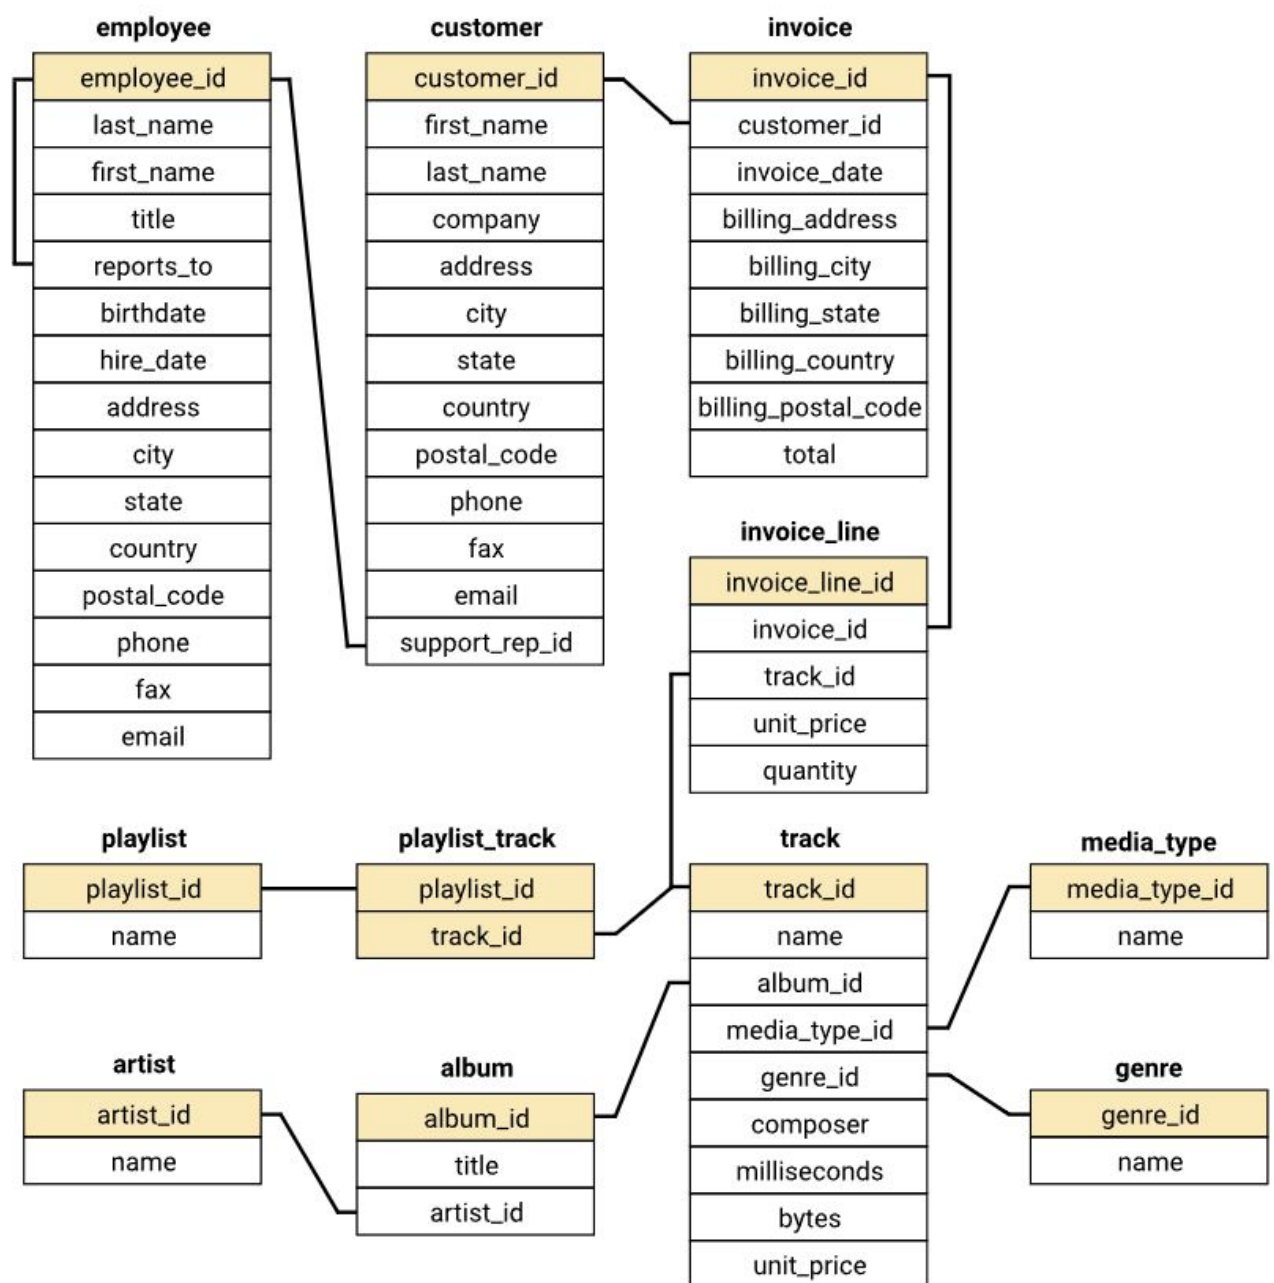 employee
employee_id
last_name
first_name
title
reports_to
birthdate
hire_date
address
city
state
country
postal_code
phone
fax
email
customer
customer_id
first_name
last_name
company
address
city
state
country
postal_code
phone
fax
email
support_rep_id
invoice
invoice_id
customer_id
invoice_date
billing_address
billing_city
billing_state
billing_country
billing_postal_code
total
invoice_line
invoice_line_id
invoice_id
track_id
unit_price
quantity
playlist
playlist_id
name
playlist_track
playlist_id
track_id
track
track_id
name
album_id
media_type_id
genre_id
composer
milliseconds
bytes
unit_price
media_type
media_type_id
name
artist
artist_id
name
album
album_id
title
artist_id
genre
genre_id
name